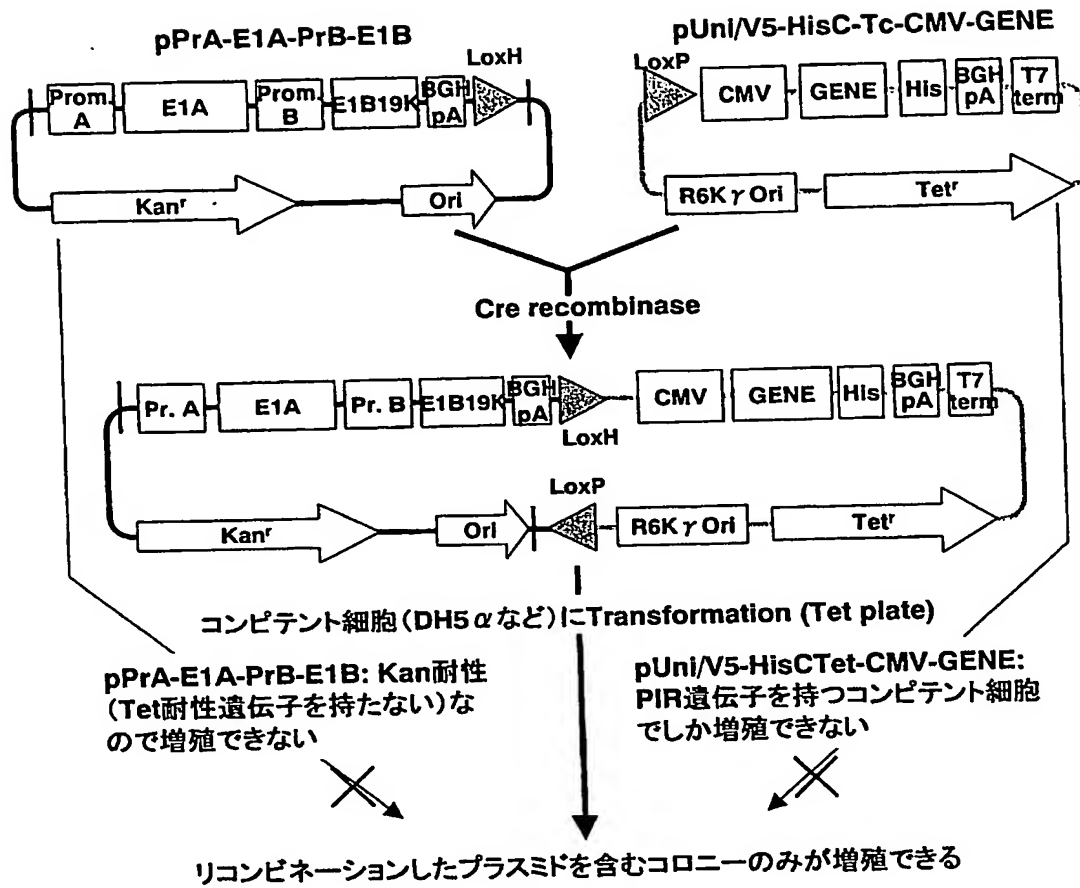 pPrA-E1A-PrB-E1B
pUni/V5-HisC-Tc-CMV-GENE
LoxH
LoxP
Prom. A
E1A
Prom. B
E1B19K
BGH pA
CMV
GENE
His
BGH pA
T7 term
Kanʳ
Ori
R6KγOri
Tetʳ
Cre recombinase
Pr. A
E1A
Pr. B
E1B19K
BGH pA
CMV
GENE
His
BGH pA
T7 term
LoxH
LoxP
Kanʳ
Ori
R6KγOri
Tetʳ
コンピテント細胞(DH5αなど)にTransformation (Tet plate)
pPrA-E1A-PrB-E1B: Kan耐性
(Tet耐性遺伝子を持たない)な
ので増殖できない
pUni/V5-HisCTet-CMV-GENE:
PIR遺伝子を持つコンピテント細胞
でしか増殖できない
リコンビネーションしたプラスミドを含むコロニーのみが増殖できる